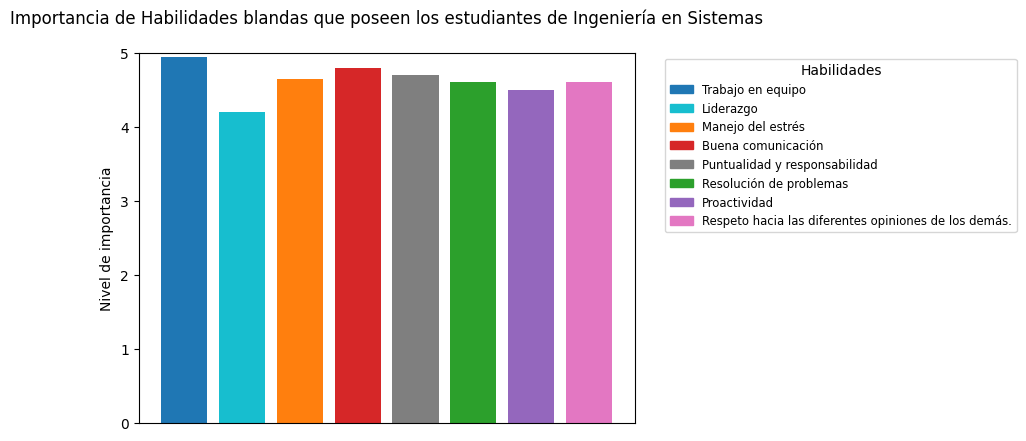 Importancia de Habilidades blandas que poseen los estudiantes de Ingeniería en Sistemas
5
4
3
2
1
0
Nivel de importancia
Habilidades
Trabajo en equipo
Liderazgo
Manejo del estrés
Buena comunicación
Puntualidad y responsabilidad
Resolución de problemas
Proactividad
Respeto hacia las diferentes opiniones de los demás.